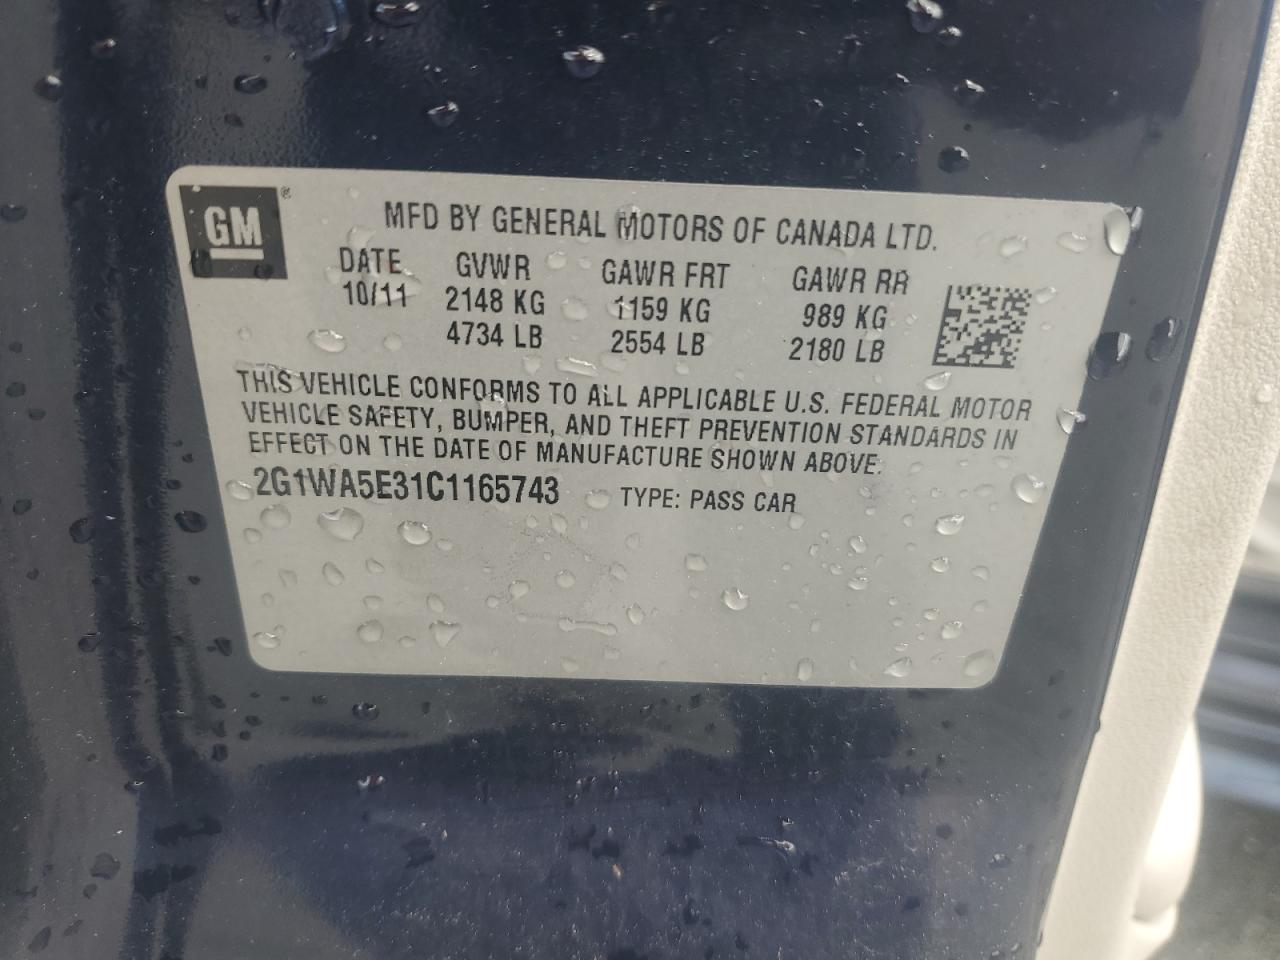 GM ®
MFD BY GENERAL MOTORS OF CANADA LTD.
DATE GVWR GAWR FRT GAWR RR
10/11 2148 KG 1159 KG 989 KG
4734 LB 2554 LB 2180 LB
THIS VEHICLE CONFORMS TO ALL APPLICABLE U.S. FEDERAL MOTOR
VEHICLE SAFETY, BUMPER, AND THEFT PREVENTION STANDARDS IN
EFFECT ON THE DATE OF MANUFACTURE SHOWN ABOVE.
2G1WA5E31C1165743 TYPE: PASS CAR